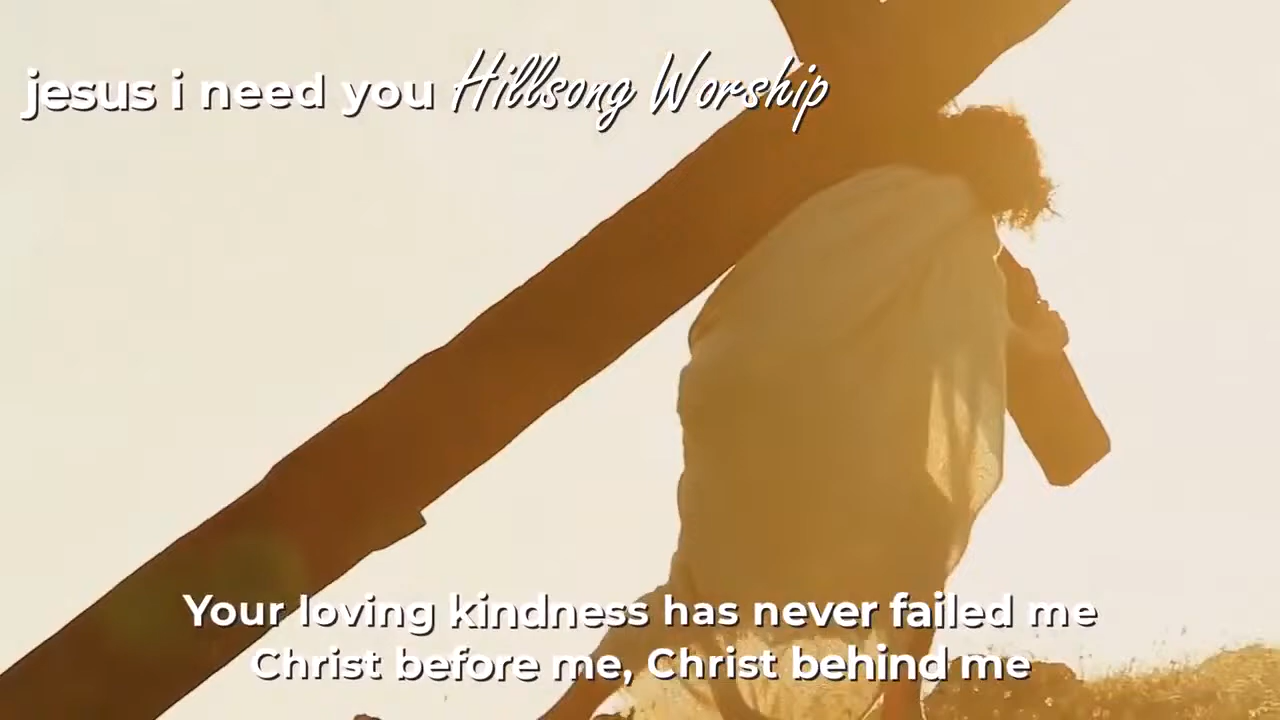 jesus i need you Hillsong Worship
Your loving kindness has never failed me
Christ before me, Christ behind me